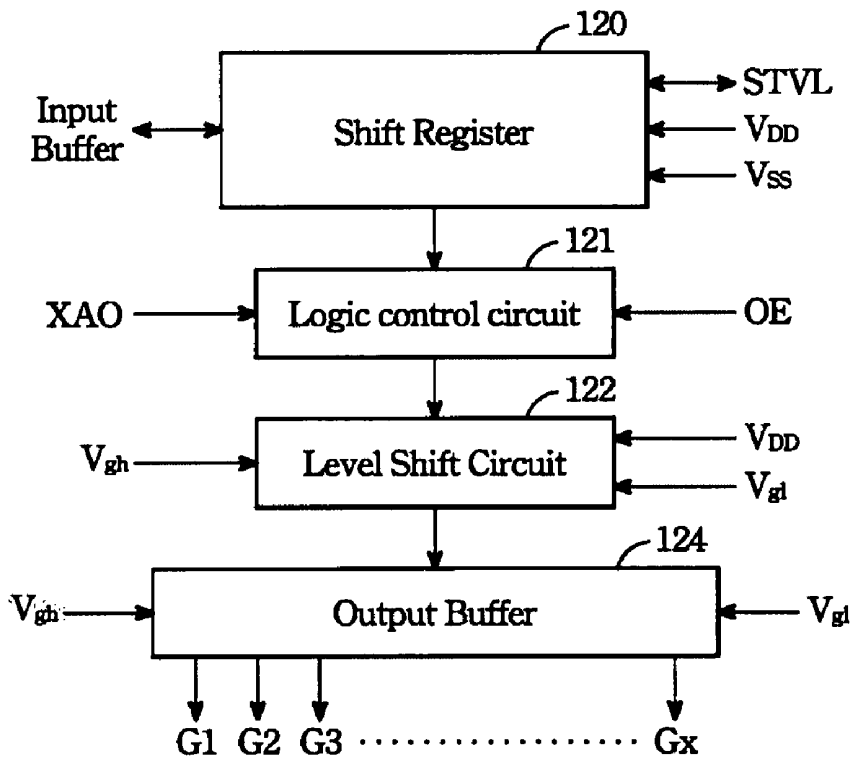 120
Input
Buffer
Shift Register
STVL
VDD
VSS
121
XAO
Logic control circuit
OE
122
Vgh
Level Shift Circuit
VDD
Vgl
124
Vgh
Output Buffer
Vgl
G1 G2 G3 ... Gx